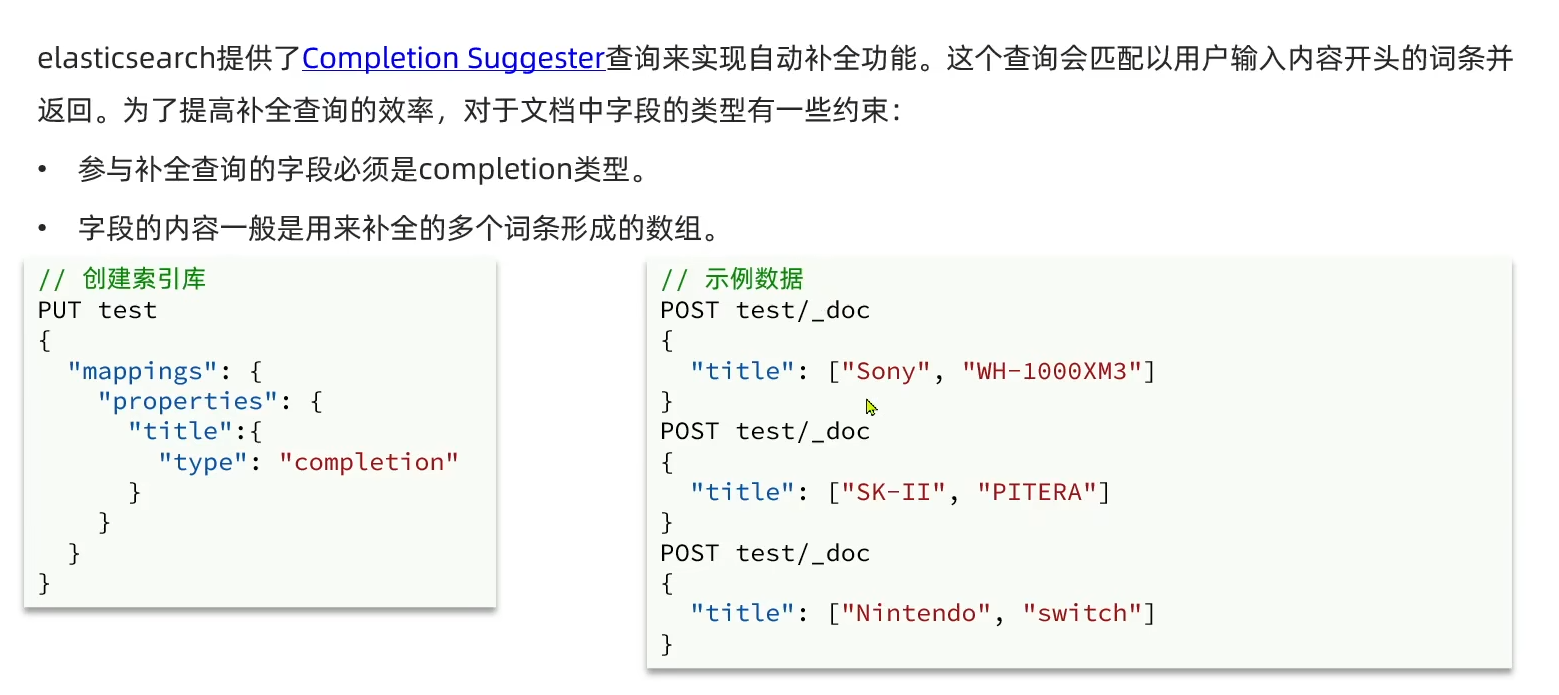 elasticsearch提供了Completion Suggester查询来实现自动补全功能。这个查询会匹配以用户输入内容开头的词条并
返回。为了提高补全查询的效率，对于文档中字段的类型有一些约束：
• 参与补全查询的字段必须是completion类型。
• 字段的内容一般是用来补全的多个词条形成的数组。
// 创建索引库
PUT test
{
  "mappings": {
    "properties": {
      "title":{
        "type": "completion"
      }
    }
  }
}
// 示例数据
POST test/_doc
{
  "title": ["Sony", "WH-1000XM3"]
}
POST test/_doc
{
  "title": ["SK-II", "PITERA"]
}
POST test/_doc
{
  "title": ["Nintendo", "switch"]
}